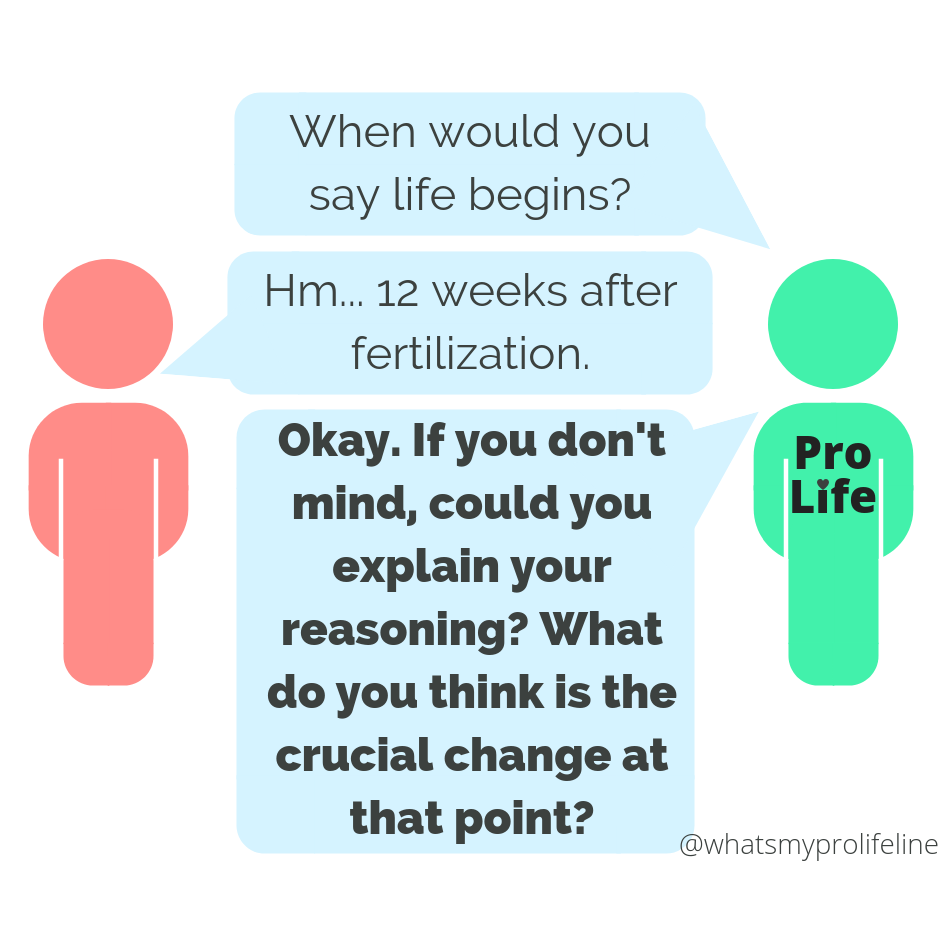 When would you
say life begins?
Hm... 12 weeks after
fertilization.
Okay. If you don't
mind, could you
explain your
reasoning? What
do you think is the
crucial change at
that point?
Pro
Life
@whatsmyprolifeline